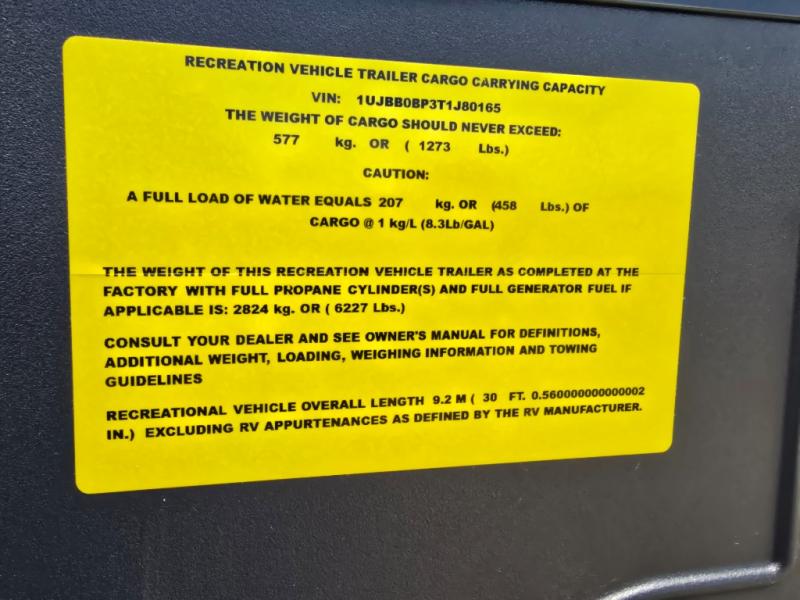 RECREATION VEHICLE TRAILER CARGO CARRYING CAPACITY
VIN: 1UJBB0BP3T1J80165
THE WEIGHT OF CARGO SHOULD NEVER EXCEED:
577 kg. OR ( 1273 Lbs.)
CAUTION:
A FULL LOAD OF WATER EQUALS 207 kg. OR (458 Lbs.) OF
CARGO @ 1 kg/L (8.3Lb/GAL)
THE WEIGHT OF THIS RECREATION VEHICLE TRAILER AS COMPLETED AT THE
FACTORY WITH FULL PROPANE CYLINDER(S) AND FULL GENERATOR FUEL IF
APPLICABLE IS: 2824 kg. OR ( 6227 Lbs.)
CONSULT YOUR DEALER AND SEE OWNER'S MANUAL FOR DEFINITIONS,
ADDITIONAL WEIGHT, LOADING, WEIGHING INFORMATION AND TOWING
GUIDELINES
RECREATIONAL VEHICLE OVERALL LENGTH 9.2 M ( 30 FT. 0.560000000000002
IN.) EXCLUDING RV APPURTENANCES AS DEFINED BY THE RV MANUFACTURER.